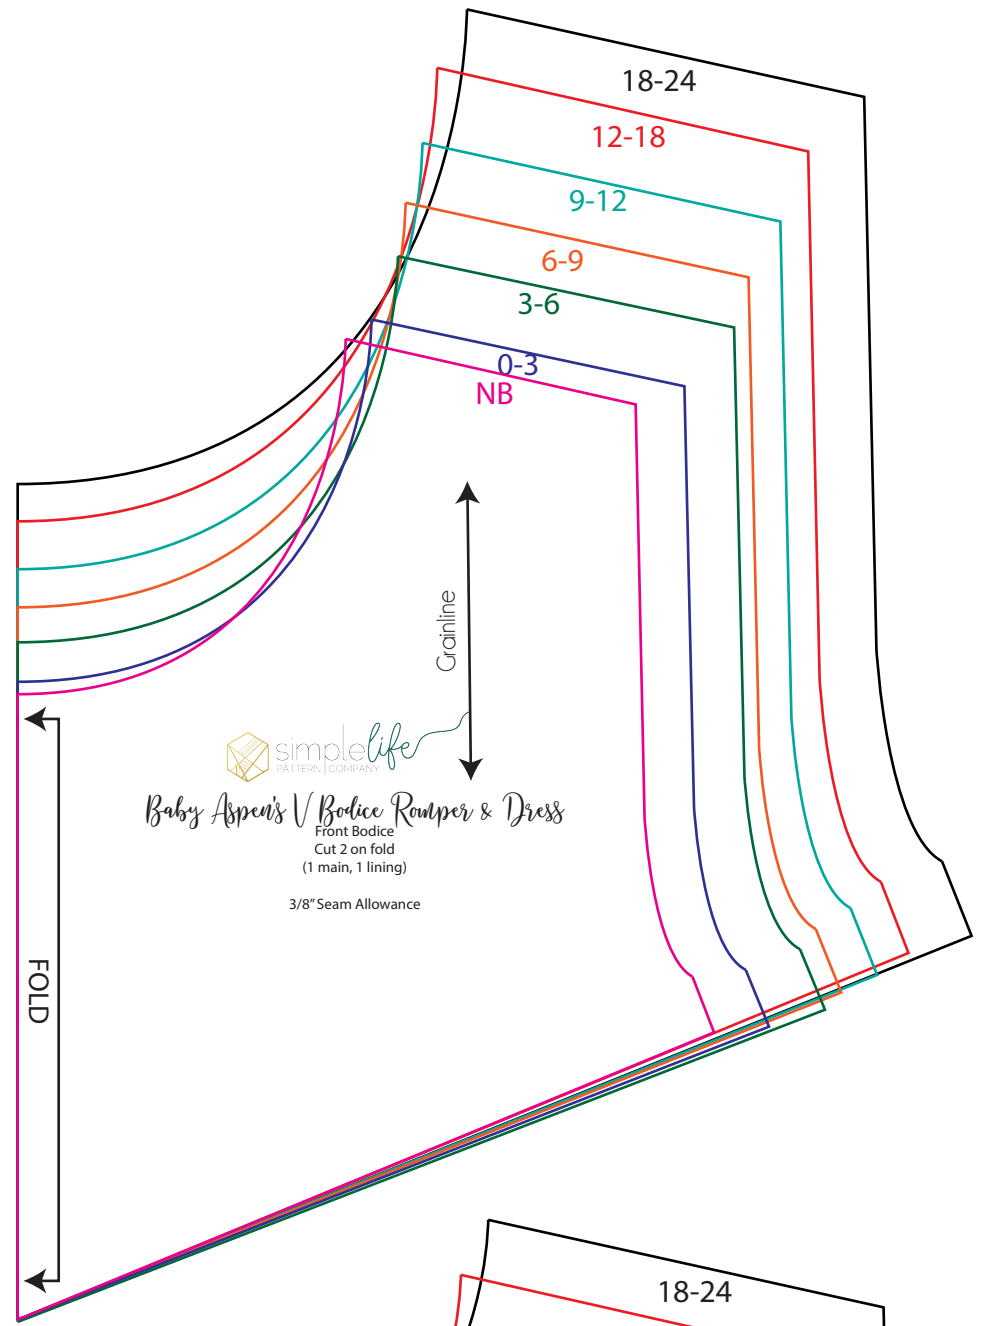 18-24
12-18
9-12
6-9
3-6
0-3
NB
Grainline
simple life
PATTERN COMPANY
Baby Aspen's V Bodice Romper & Dress
Front Bodice
Cut 2 on fold
(1 main, 1 lining)
3/8" Seam Allowance
FOLD
18-24